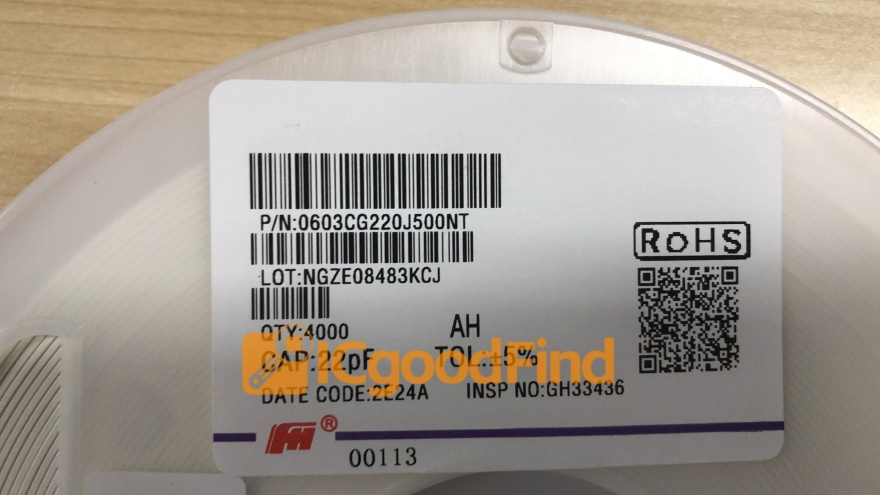 P/N:0603CG220J500NT
RoHS
LOT:NGZE08483KCJ
QTY:4000 AH
CAP:22pF TOL:±5%
ICgoodFind
DATE CODE:2E24A INSP NO:GH33436
FH®
00113